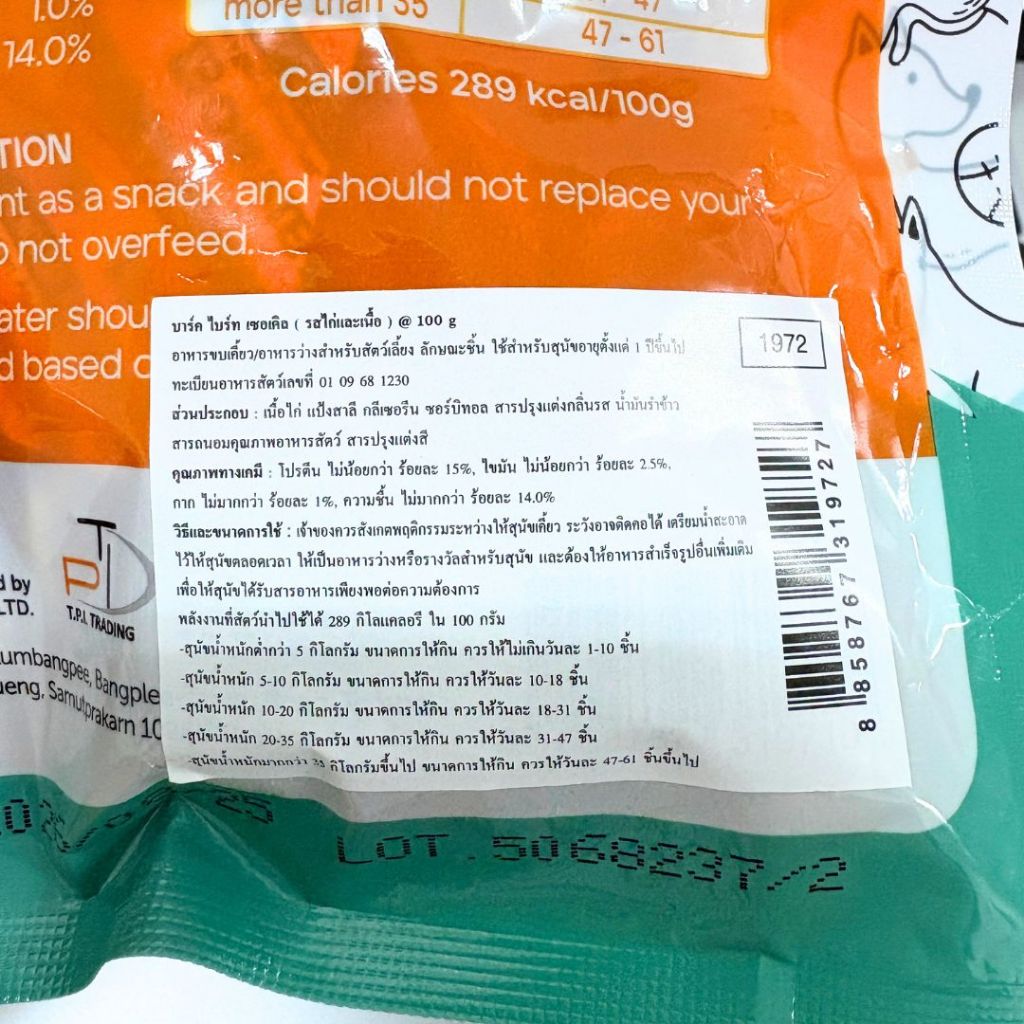 1.0%
14.0%
more than 35
47 - 61
Calories 289 kcal/100g
TION
nt as a snack and should not replace your
o not overfeed.
ater shou
d based
บาร์ค ไบร์ท เซอเคิล ( รสไก่และเนื้อ ) @ 100 g
1972
อาหารขบเคี้ยว/อาหารว่างสำหรับสัตว์เลี้ยง ลักษณะชิ้น ใช้สำหรับสุนัขอายุตั้งแต่ 1 ปีขึ้นไป
ทะเบียนอาหารสัตว์เลขที่ 01 09 68 1230
ส่วนประกอบ : เนื้อไก่ แป้งสาลี กลีเซอรีน ซอร์บิทอล สารปรุงแต่งกลิ่นรส น้ำมันรำข้าว
สารถนอมคุณภาพอาหารสัตว์ สารปรุงแต่งสี
คุณภาพทางเคมี : โปรตีน ไม่น้อยกว่า ร้อยละ 15%, ไขมัน ไม่น้อยกว่า ร้อยละ 2.5%,
กาก ไม่มากกว่า ร้อยละ 1%, ความชื้น ไม่มากกว่า ร้อยละ 14.0%
วิธีและขนาดการใช้ : เจ้าของควรสังเกตพฤติกรรมระหว่างให้สุนัขเคี้ยว ระวังอาจติดคอได้ เตรียมน้ำสะอาด
ไว้ให้สุนัขตลอดเวลา ให้เป็นอาหารว่างหรือรางวัลสำหรับสุนัข และต้องให้อาหารสำเร็จรูปอื่นเพิ่มเติม
เพื่อให้สุนัขได้รับสารอาหารเพียงพอต่อความต้องการ
พลังงานที่สัตว์นำไปใช้ได้ 289 กิโลแคลอรี ใน 100 กรัม
-สุนัขน้ำหนักต่ำกว่า 5 กิโลกรัม ขนาดการให้กิน ควรให้ไม่เกินวันละ 1-10 ชิ้น
-สุนัขน้ำหนัก 5-10 กิโลกรัม ขนาดการให้กิน ควรให้วันละ 10-18 ชิ้น
-สุนัขน้ำหนัก 10-20 กิโลกรัม ขนาดการให้กิน ควรให้วันละ 18-31 ชิ้น
-สุนัขน้ำหนัก 20-35 กิโลกรัม ขนาดการให้กิน ควรให้วันละ 31-47 ชิ้น
-สุนัขน้ำหนักมากกว่า 35 กิโลกรัมขึ้นไป ขนาดการให้กิน ควรให้วันละ 47-61 ชิ้นขึ้นไป
8 858767 319727
d by
LTD.
T.P.I. TRADING
umbangpee, Bangple
ueng, Samutprakarn 10
LOT.5068237/2